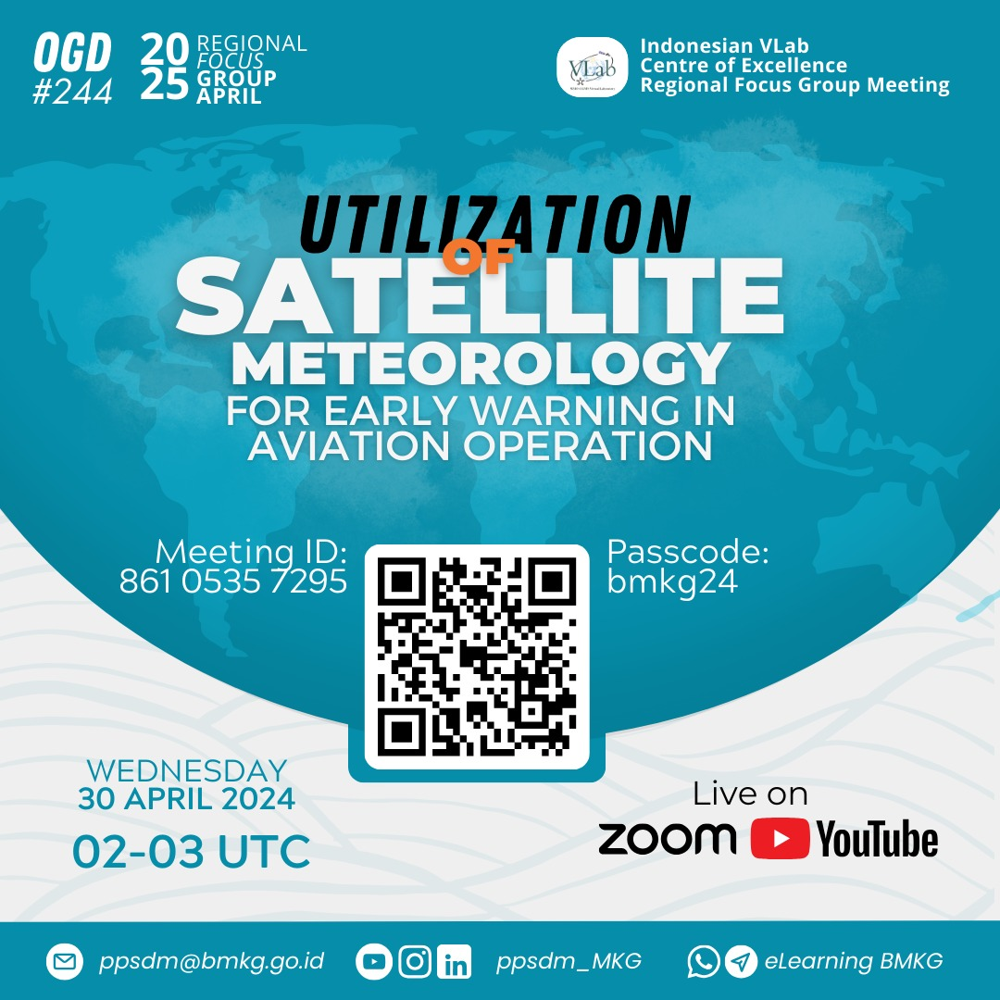 OGD
#244
20
25
REGIONAL
FOCUS
GROUP
APRIL
VLab
Indonesian VLab
Centre of Excellence
Regional Focus Group Meeting
UTILIZATION
OF
SATELLITE
METEOROLOGY
FOR EARLY WARNING IN
AVIATION OPERATION
Meeting ID:
861 0535 7295
Passcode:
bmkg24
WEDNESDAY
30 APRIL 2024
02-03 UTC
Live on
zoom YouTube
ppsdm@bmkg.go.id
in
ppsdm_MKG
eLearning BMKG